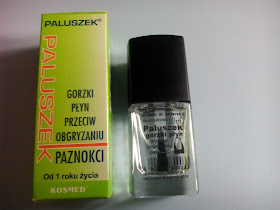 PALUSZEK
PALUSZEK
GORZKI
PŁYN
PRZECIW
OBGRYZANIU
PAZNOKCI
Od 1 roku życia
KOSMED
Paluszek
gorzki płyn